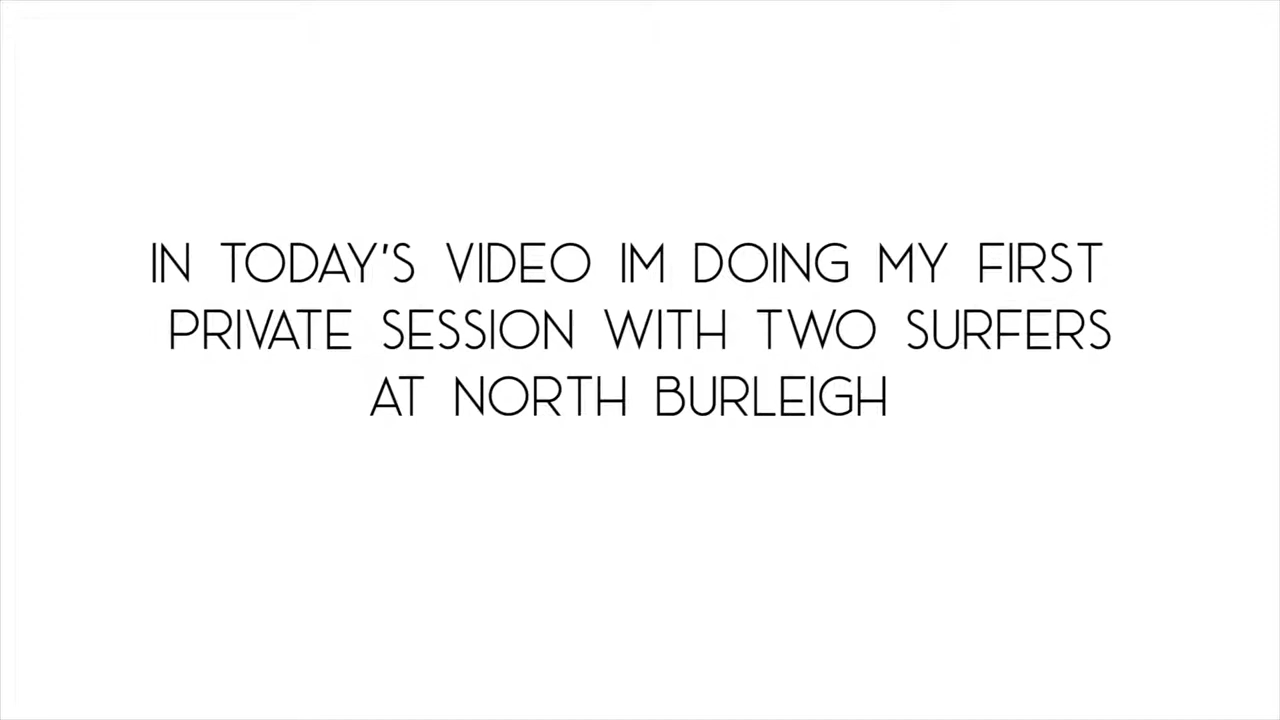 IN TODAY'S VIDEO IM DOING MY FIRST
PRIVATE SESSION WITH TWO SURFERS
AT NORTH BURLEIGH